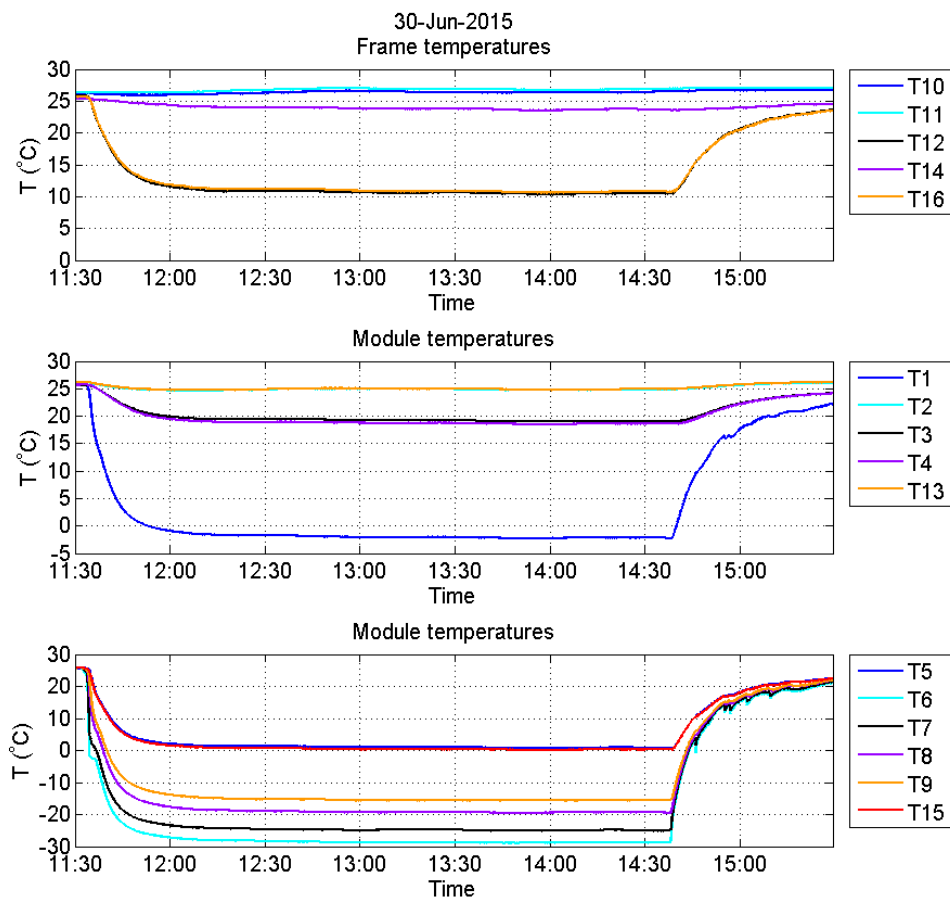 30-Jun-2015
Frame temperatures
30
25
20
15
10
5
0
T (°C)
11:30 12:00 12:30 13:00 13:30 14:00 14:30 15:00
Time
T10
T11
T12
T14
T16
Module temperatures
30
25
20
15
10
5
0
-5
T (°C)
11:30 12:00 12:30 13:00 13:30 14:00 14:30 15:00
Time
T1
T2
T3
T4
T13
Module temperatures
30
20
10
0
-10
-20
-30
T (°C)
11:30 12:00 12:30 13:00 13:30 14:00 14:30 15:00
Time
T5
T6
T7
T8
T9
T15